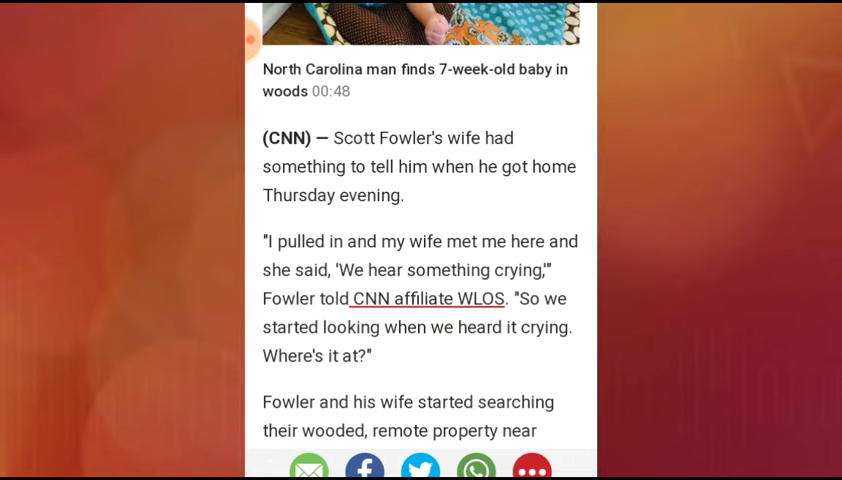 North Carolina man finds 7-week-old baby in
woods 00:48
(CNN) — Scott Fowler's wife had
something to tell him when he got home
Thursday evening.
"I pulled in and my wife met me here and
she said, 'We hear something crying,'"
Fowler told CNN affiliate WLOS. "So we
started looking when we heard it crying.
Where's it at?"
Fowler and his wife started searching
their wooded, remote property near